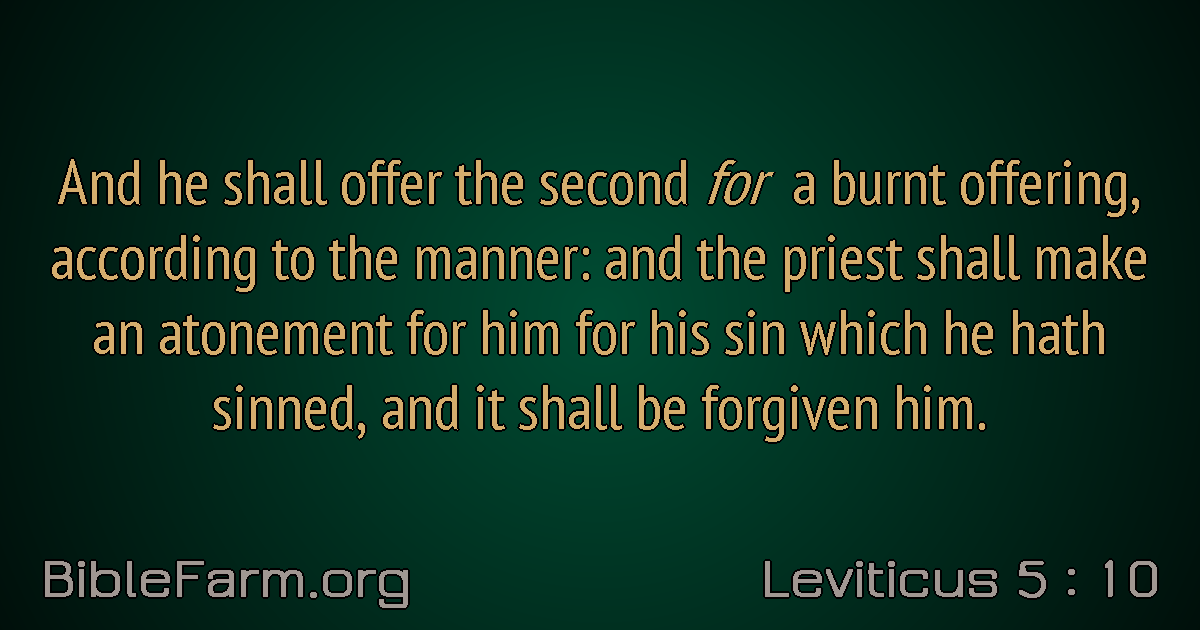 And he shall offer the second for a burnt offering,
according to the manner: and the priest shall make
an atonement for him for his sin which he hath
sinned, and it shall be forgiven him.
BibleFarm.org
Leviticus 5 : 10